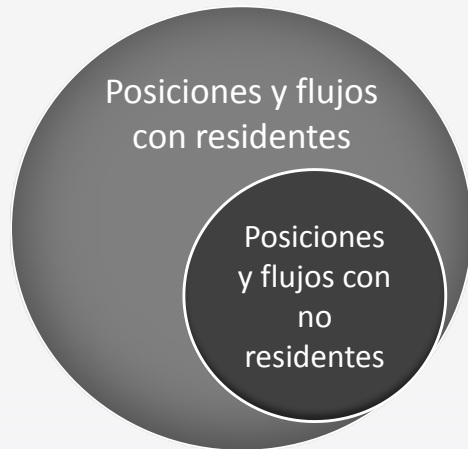 Posiciones y flujos
con residentes
Posiciones
y flujos con
no
residentes